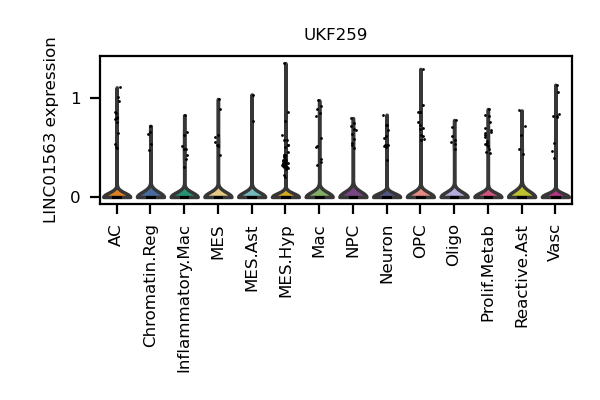 UKF259
LINC01563 expression
1
0
AC
Chromatin.Reg
Inflammatory.Mac
MES
MES.Ast
MES.Hyp
Mac
NPC
Neuron
OPC
Oligo
Prolif.Metab
Reactive.Ast
Vasc